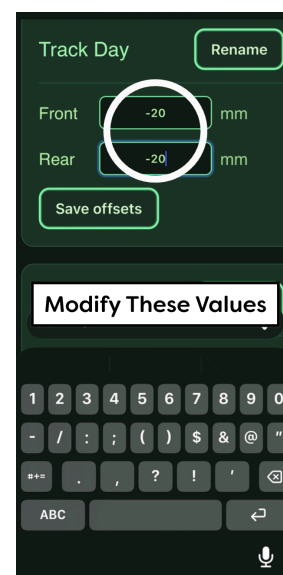 Track Day
Rename
Front -20 mm
Rear -20 mm
Save offsets
Modify These Values
1 2 3 4 5 6 7 8 9 0
- / : ; ( ) $ & @ "
#+= . , ? ! '
ABC